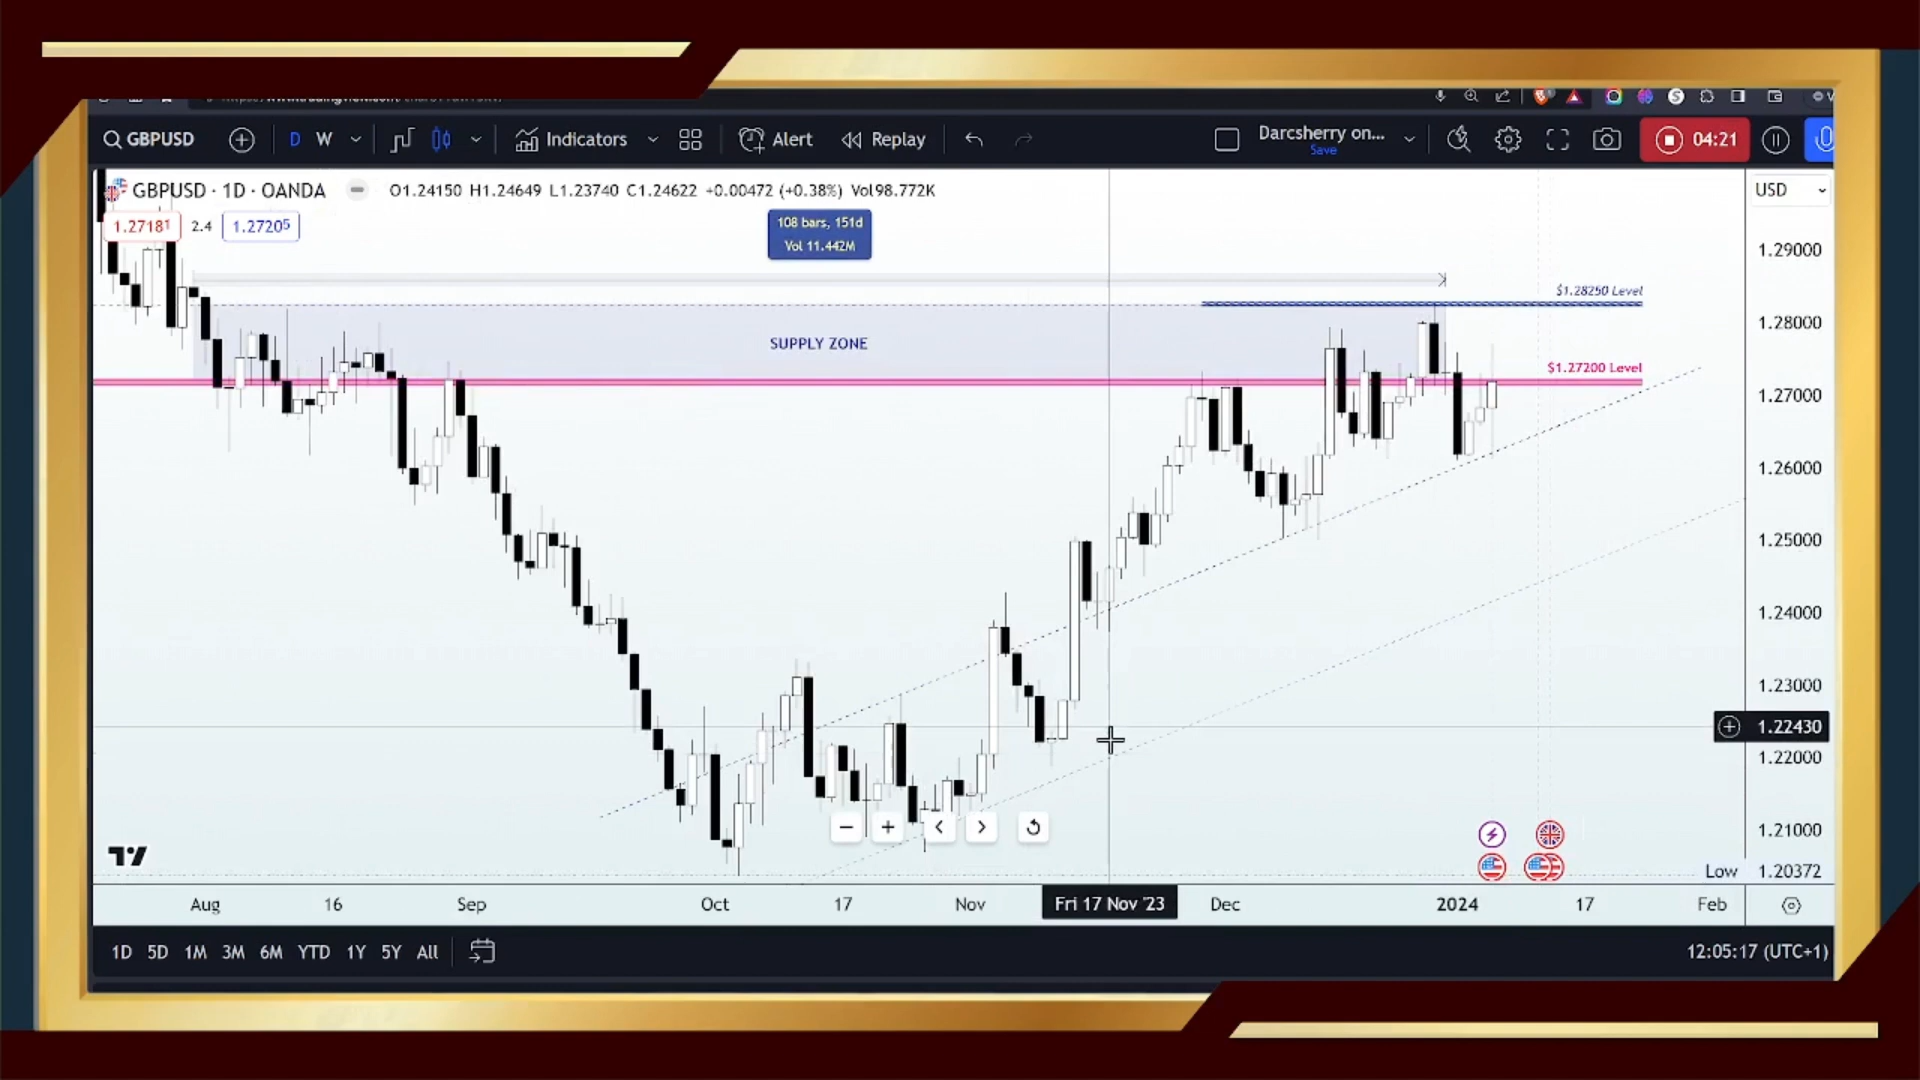 GBPUSD
D W
Indicators
Alert
Replay
Darcsherry on...
Save
04:21
GBPUSD · 1D · OANDA
O1.24150 H1.24649 L1.23740 C1.24622 +0.00472 (+0.38%) Vol98.772K
USD
1.27181
2.4
1.27205
108 bars, 151d
Vol 11.442M
1.29000
$1.28250 Level
1.28000
SUPPLY ZONE
$1.27200 Level
1.27000
1.26000
1.25000
1.24000
1.23000
1.22430
1.22000
1.21000
Low 1.20372
Aug 16 Sep Oct 17 Nov Fri 17 Nov '23 Dec 2024 17 Feb
1D 5D 1M 3M 6M YTD 1Y 5Y All
12:05:17 (UTC+1)